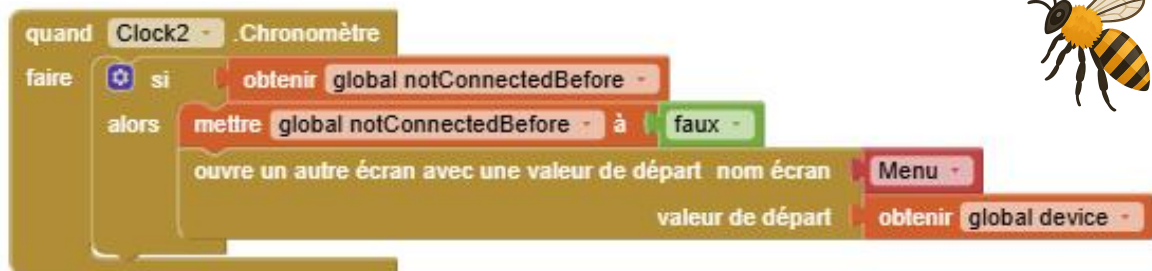 quand Clock2 .Chronomètre
faire si obtenir global notConnectedBefore
alors mettre global notConnectedBefore à faux
ouvre un autre écran avec une valeur de départ nom écran Menu
valeur de départ obtenir global device